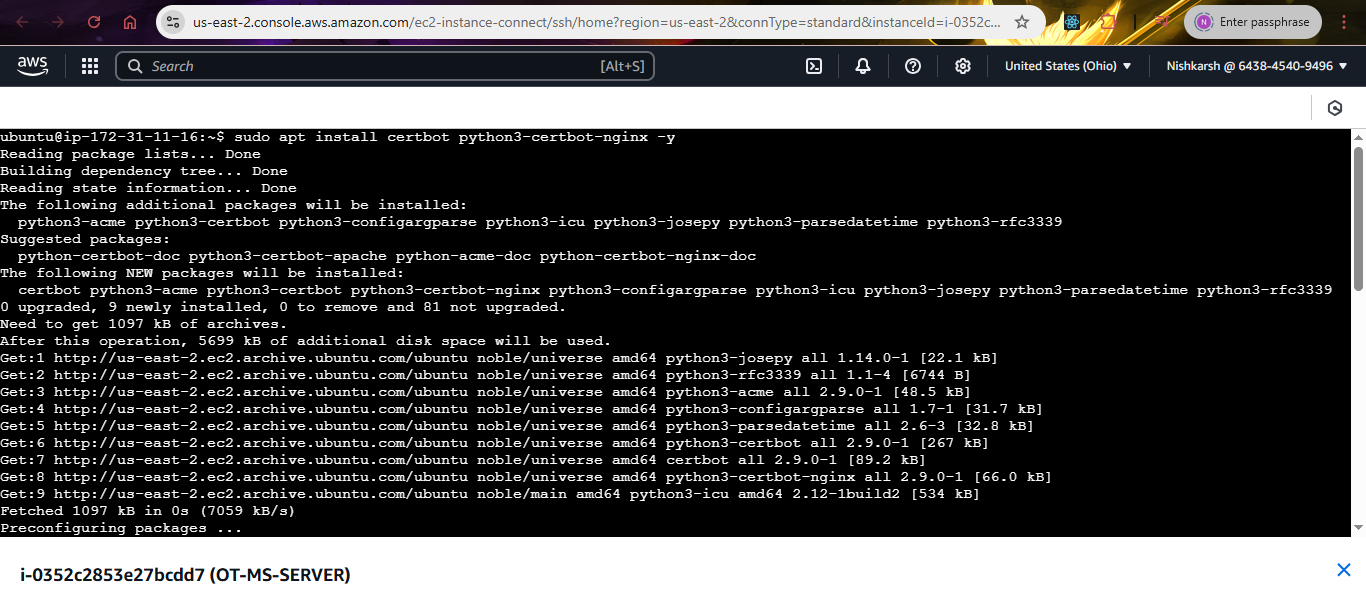 us-east-2.console.aws.amazon.com/ec2-instance-connect/ssh/home?region=us-east-2&connType=standard&instanceId=i-0352c...
N
Enter passphrase
aws
Search
[Alt+S]
United States (Ohio)
Nishkarsh @ 6438-4540-9496
ubuntu@ip-172-31-11-16:~$ sudo apt install certbot python3-certbot-nginx -y
Reading package lists... Done
Building dependency tree... Done
Reading state information... Done
The following additional packages will be installed:
  python3-acme python3-certbot python3-configargparse python3-icu python3-josepy python3-parsedatetime python3-rfc3339
Suggested packages:
  python-certbot-doc python3-certbot-apache python-acme-doc python-certbot-nginx-doc
The following NEW packages will be installed:
  certbot python3-acme python3-certbot python3-certbot-nginx python3-configargparse python3-icu python3-josepy python3-parsedatetime python3-rfc3339
0 upgraded, 9 newly installed, 0 to remove and 81 not upgraded.
Need to get 1097 kB of archives.
After this operation, 5699 kB of additional disk space will be used.
Get:1 http://us-east-2.ec2.archive.ubuntu.com/ubuntu noble/universe amd64 python3-josepy all 1.14.0-1 [22.1 kB]
Get:2 http://us-east-2.ec2.archive.ubuntu.com/ubuntu noble/universe amd64 python3-rfc3339 all 1.1-4 [6744 B]
Get:3 http://us-east-2.ec2.archive.ubuntu.com/ubuntu noble/universe amd64 python3-acme all 2.9.0-1 [48.5 kB]
Get:4 http://us-east-2.ec2.archive.ubuntu.com/ubuntu noble/universe amd64 python3-configargparse all 1.7-1 [31.7 kB]
Get:5 http://us-east-2.ec2.archive.ubuntu.com/ubuntu noble/universe amd64 python3-parsedatetime all 2.6-3 [32.8 kB]
Get:6 http://us-east-2.ec2.archive.ubuntu.com/ubuntu noble/universe amd64 python3-certbot all 2.9.0-1 [267 kB]
Get:7 http://us-east-2.ec2.archive.ubuntu.com/ubuntu noble/universe amd64 certbot all 2.9.0-1 [89.2 kB]
Get:8 http://us-east-2.ec2.archive.ubuntu.com/ubuntu noble/universe amd64 python3-certbot-nginx all 2.9.0-1 [66.0 kB]
Get:9 http://us-east-2.ec2.archive.ubuntu.com/ubuntu noble/main amd64 python3-icu amd64 2.12-1build2 [534 kB]
Fetched 1097 kB in 0s (7059 kB/s)
Preconfiguring packages ...
i-0352c2853e27bcdd7 (OT-MS-SERVER)